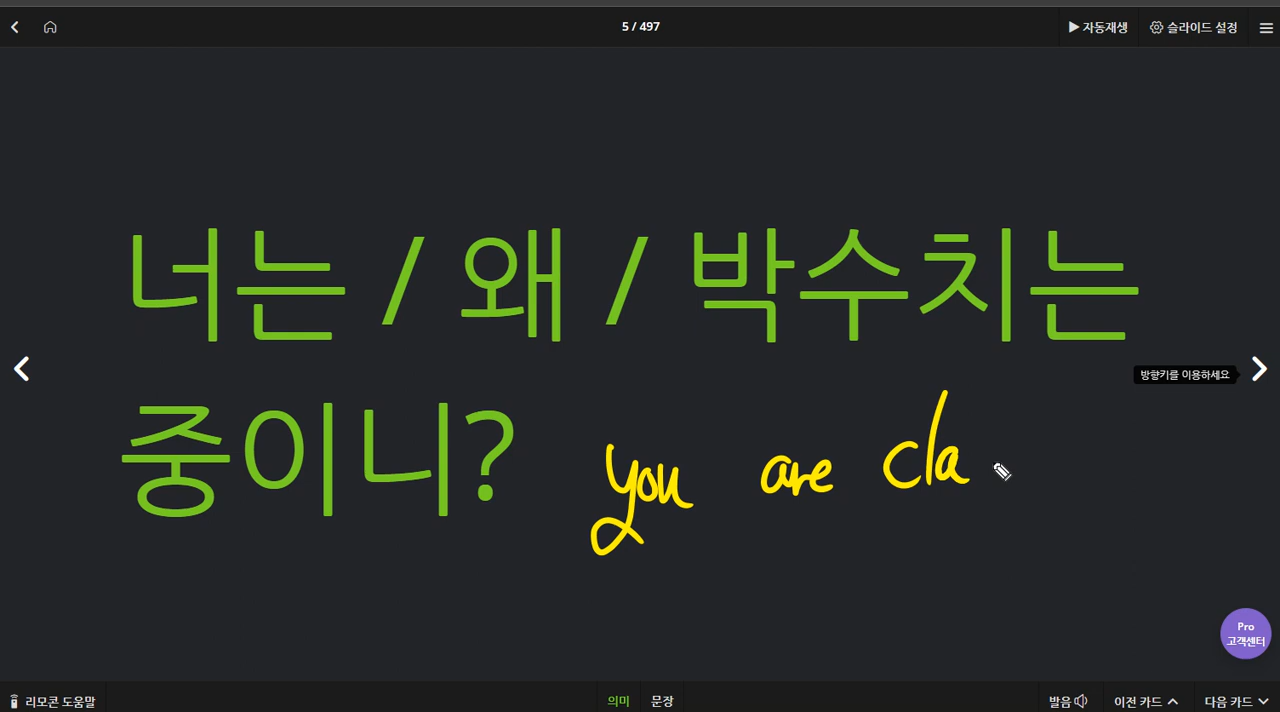 5 / 497
자동재생
슬라이드 설정
너는 / 왜 / 박수치는
방향키를 이용하세요
중이니?
you are cla
Pro
고객센터
리모콘 도움말
의미
문장
발음
이전 카드
다음 카드